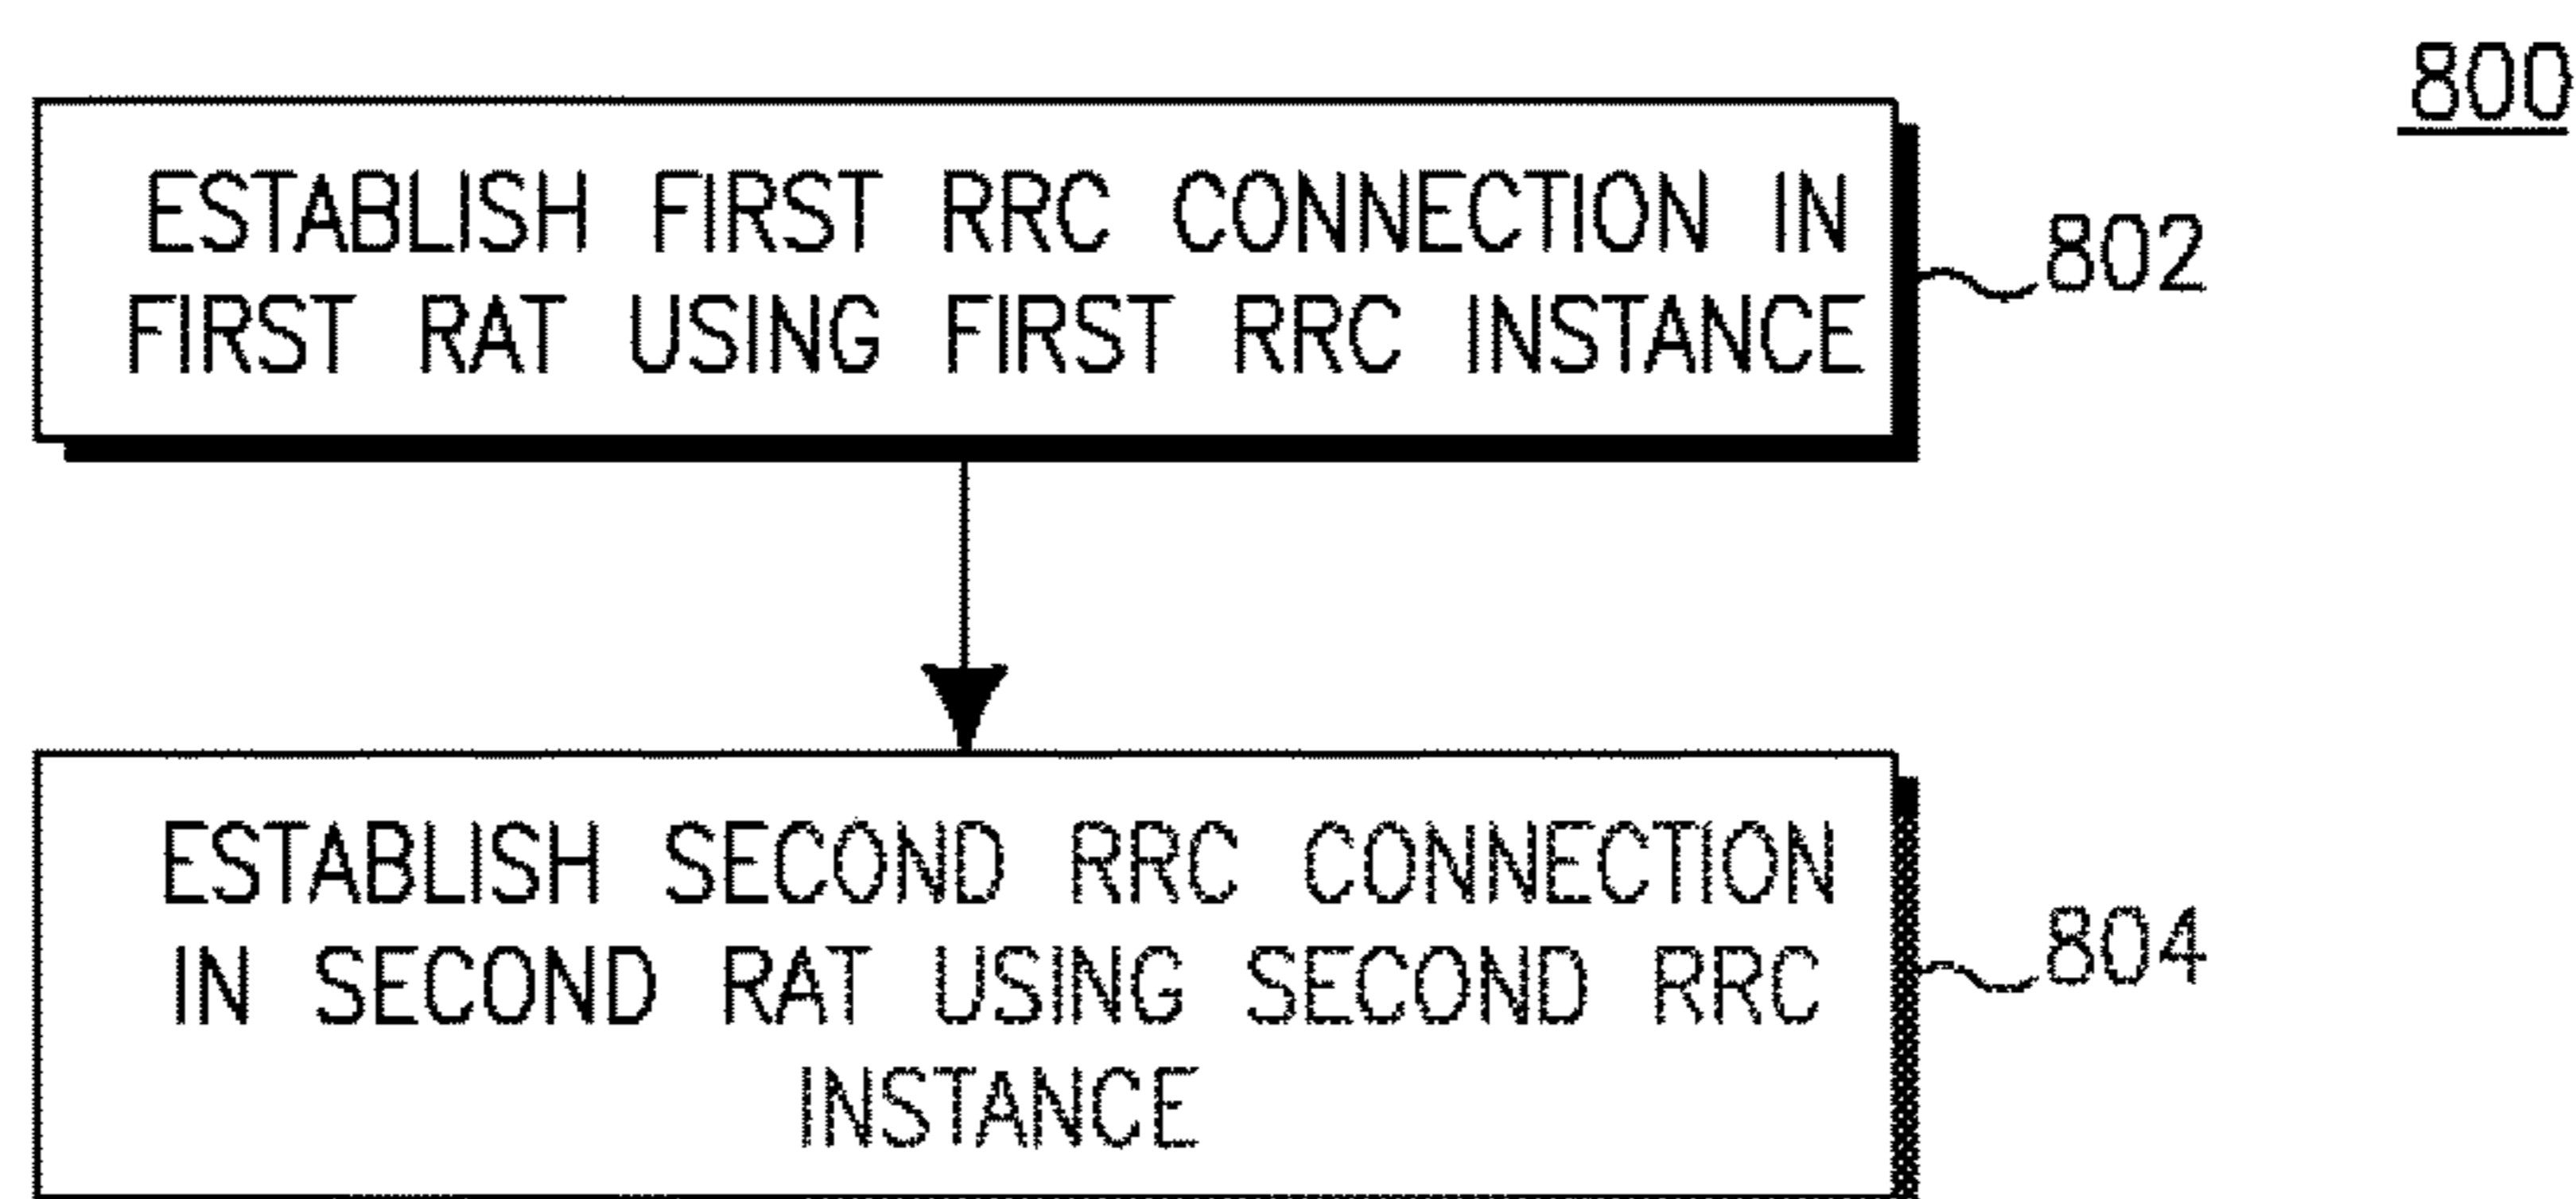 800
ESTABLISH FIRST RRC CONNECTION IN
FIRST RAT USING FIRST RRC INSTANCE
802
ESTABLISH SECOND RRC CONNECTION
IN SECOND RAT USING SECOND RRC
INSTANCE
804